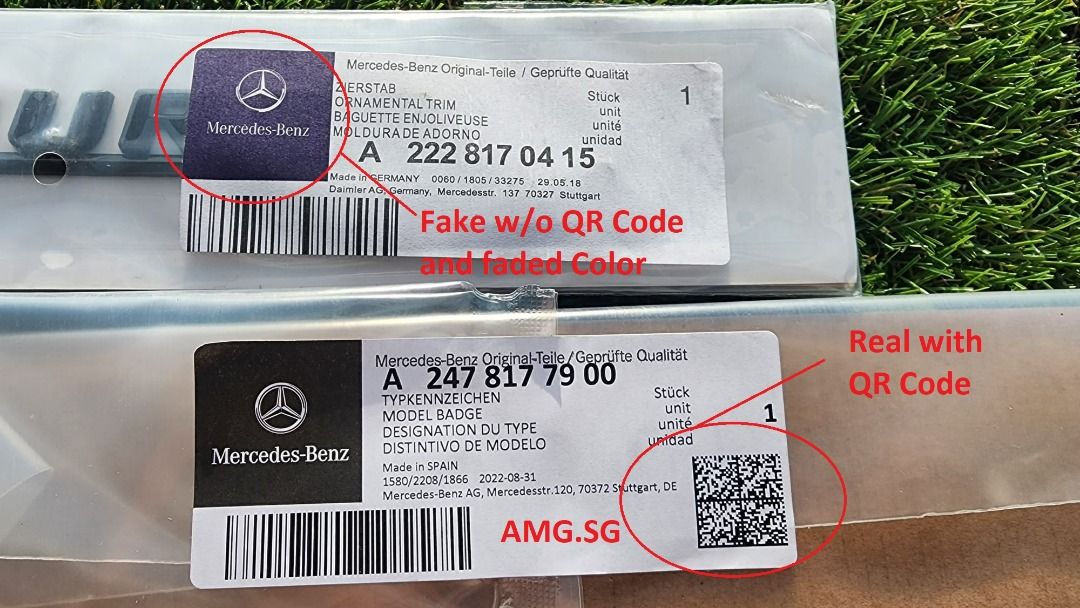 UR
Mercedes-Benz
Mercedes-Benz Original-Teile / Geprüfte Qualität
ZIERSTAB
ORNAMENTAL TRIM
BAGUETTE ENJOLIVEUSE
MOLDURA DE ADORNO
Stück
unit
unité
unidad
1
A 222 817 04 15
Made in GERMANY 0060 / 1805 / 33275 29.05.18
Daimler AG, Germany, Mercedesstr. 137 70327 Stuttgart
Fake w/o QR Code
and faded Color
Mercedes-Benz
Mercedes-Benz Original-Teile / Geprüfte Qualität
A 247 817 79 00
TYPKENNZEICHEN
MODEL BADGE
DESIGNATION DU TYPE
DISTINTIVO DE MODELO
Stück
unit
unité
unidad
1
Made in SPAIN
1580/2208/1866 2022-08-31
Mercedes-Benz AG, Mercedesstr.120, 70372 Stuttgart, DE
Real with
QR Code
AMG.SG